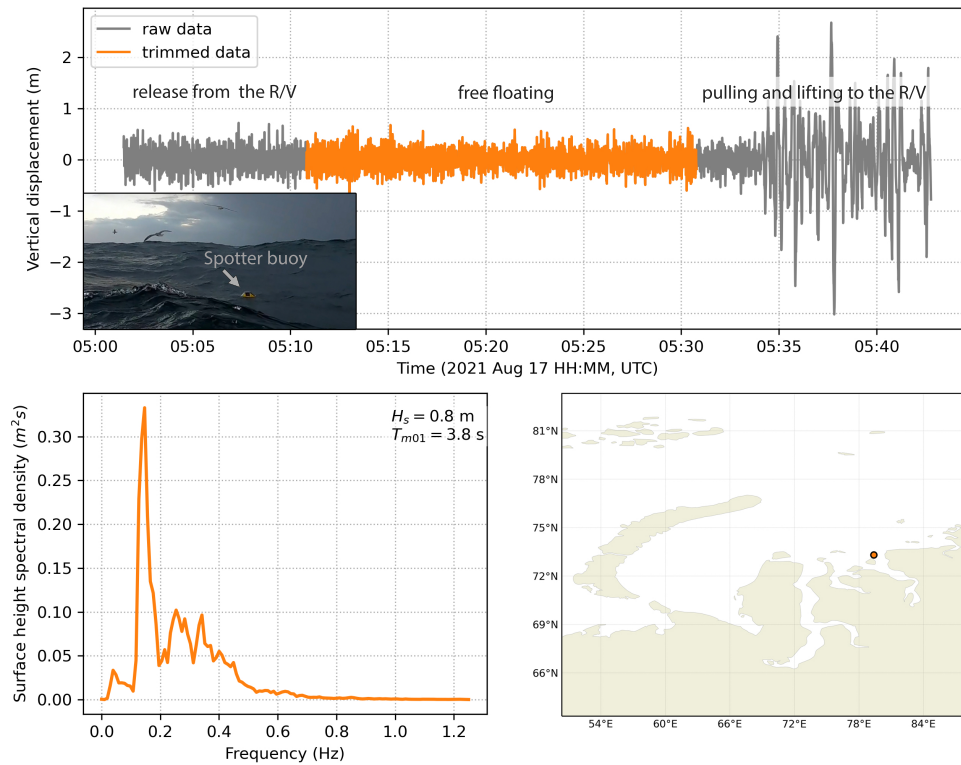 raw data
trimmed data
release from the R/V
free floating
pulling and lifting to the R/V
Spotter buoy
Vertical displacement (m)
2
1
0
−1
−2
−3
05:00
05:05
05:10
05:15
05:20
05:25
05:30
05:35
05:40
Time (2021 Aug 17 HH:MM, UTC)
Surface height spectral density (m²s)
0.30
0.25
0.20
0.15
0.10
0.05
0.00
Hs = 0.8 m
Tm01 = 3.8 s
0.0
0.2
0.4
0.6
0.8
1.0
1.2
Frequency (Hz)
81°N
78°N
75°N
72°N
69°N
66°N
54°E
60°E
66°E
72°E
78°E
84°E